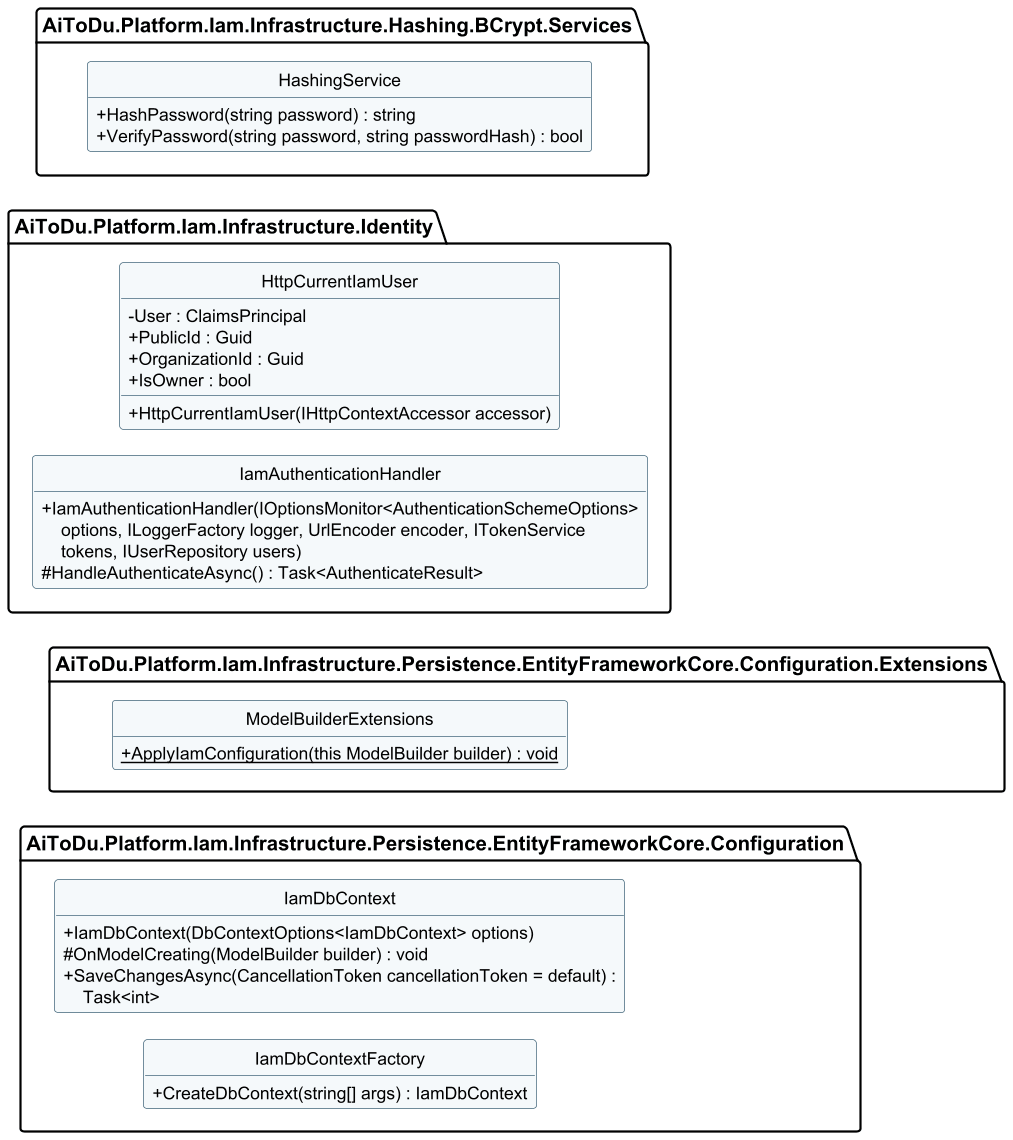 AiToDu.Platform.Iam.Infrastructure.Hashing.BCrypt.Services
HashingService
+HashPassword(string password) : string
+VerifyPassword(string password, string passwordHash) : bool
AiToDu.Platform.Iam.Infrastructure.Identity
HttpCurrentIamUser
-User : ClaimsPrincipal
+PublicId : Guid
+OrganizationId : Guid
+IsOwner : bool
+HttpCurrentIamUser(IHttpContextAccessor accessor)
IamAuthenticationHandler
+IamAuthenticationHandler(IOptionsMonitor<AuthenticationSchemeOptions>
options, ILoggerFactory logger, UrlEncoder encoder, ITokenService
tokens, IUserRepository users)
#HandleAuthenticateAsync() : Task<AuthenticateResult>
AiToDu.Platform.Iam.Infrastructure.Persistence.EntityFrameworkCore.Configuration.Extensions
ModelBuilderExtensions
+ApplyIamConfiguration(this ModelBuilder builder) : void
AiToDu.Platform.Iam.Infrastructure.Persistence.EntityFrameworkCore.Configuration
IamDbContext
+IamDbContext(DbContextOptions<IamDbContext> options)
#OnModelCreating(ModelBuilder builder) : void
+SaveChangesAsync(CancellationToken cancellationToken = default) :
Task<int>
IamDbContextFactory
+CreateDbContext(string[] args) : IamDbContext